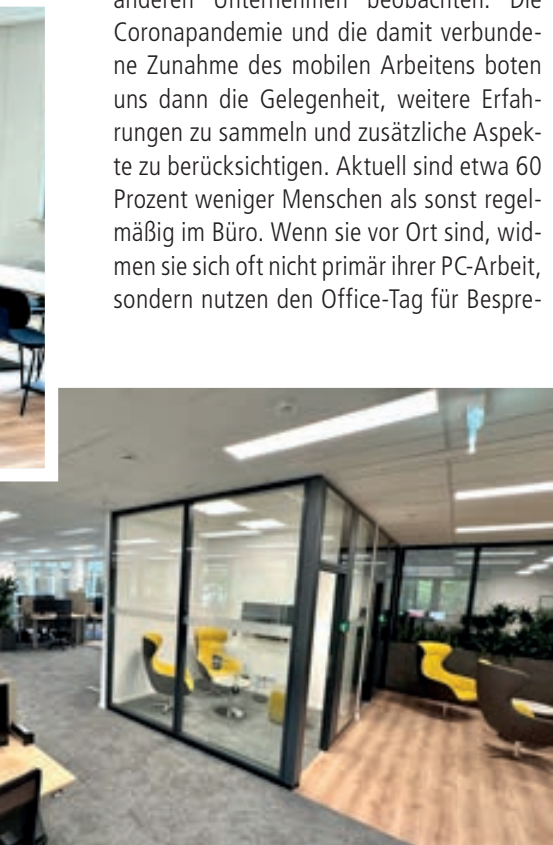 anderen Unternehmen beobachten. Die
Coronapandemie und die damit verbunde-
ne Zunahme des mobilen Arbeitens boten
uns dann die Gelegenheit, weitere Erfah-
rungen zu sammeln und zusätzliche Aspek-
te zu berücksichtigen. Aktuell sind etwa 60
Prozent weniger Menschen als sonst regel-
mäßig im Büro. Wenn sie vor Ort sind, wid-
men sie sich oft nicht primär ihrer PC-Arbeit,
sondern nutzen den Office-Tag für Bespre-